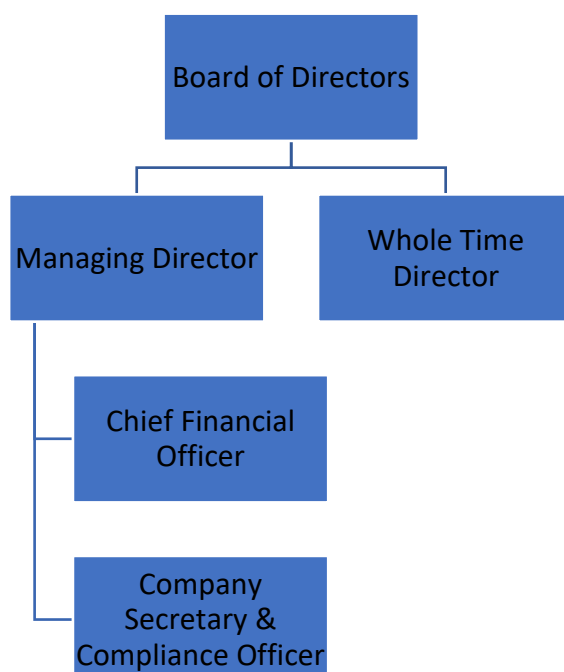 Board of Directors
Managing Director
Whole Time
Director
Chief Financial
Officer
Company
Secretary &
Compliance Officer